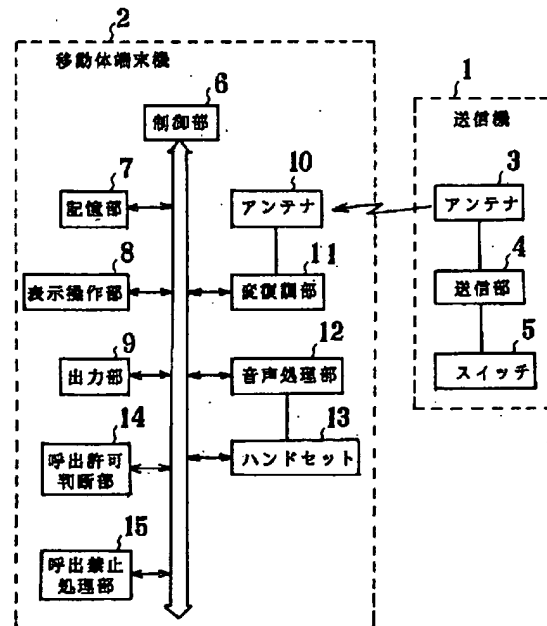 2
移動体端末機
1
送信機
6
制御部
7
記憶部
10
アンテナ
3
アンテナ
8
表示操作部
11
変復調部
4
送信部
9
出力部
12
音声処理部
5
スイッチ
14
呼出許可
判断部
13
ハンドセット
15
呼出禁止
処理部